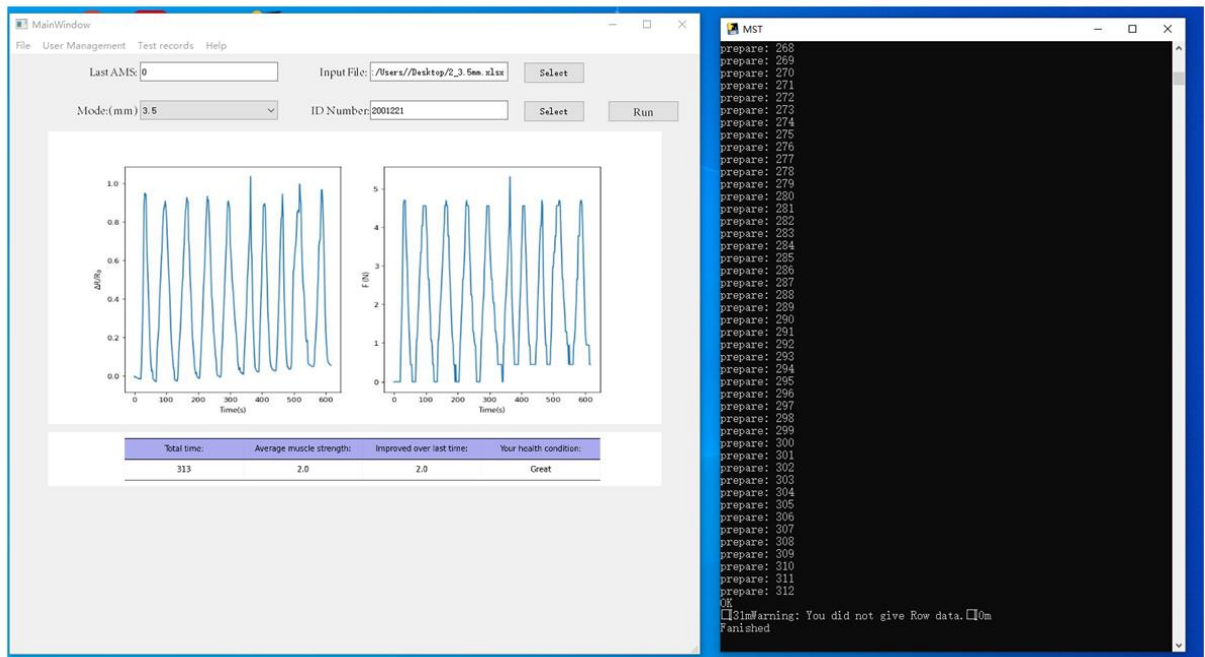 MainWindow
File User Management Test records Help
Last AMS: 0 Input File: :/Users//Desktop/2_3.5mm.xlsx Select
Mode:(mm) 3.5 ID Number: 2001221 Select Run
1.0
0.8
0.6
0.4
0.2
0.0
ΔR/R₀
0 100 200 300 400 500 600
Time(s)
5
4
3
2
1
0
F (N)
0 100 200 300 400 500 600
Time(s)
Total time: Average muscle strength: Improved over last time: Your health condition:
313 2.0 2.0 Great
MST
prepare: 268
prepare: 269
prepare: 270
prepare: 271
prepare: 272
prepare: 273
prepare: 274
prepare: 275
prepare: 276
prepare: 277
prepare: 278
prepare: 279
prepare: 280
prepare: 281
prepare: 282
prepare: 283
prepare: 284
prepare: 285
prepare: 286
prepare: 287
prepare: 288
prepare: 289
prepare: 290
prepare: 291
prepare: 292
prepare: 293
prepare: 294
prepare: 295
prepare: 296
prepare: 297
prepare: 298
prepare: 299
prepare: 300
prepare: 301
prepare: 302
prepare: 303
prepare: 304
prepare: 305
prepare: 306
prepare: 307
prepare: 308
prepare: 309
prepare: 310
prepare: 311
prepare: 312
OK
[31mWarning: You did not give Row data.[0m
Fanished